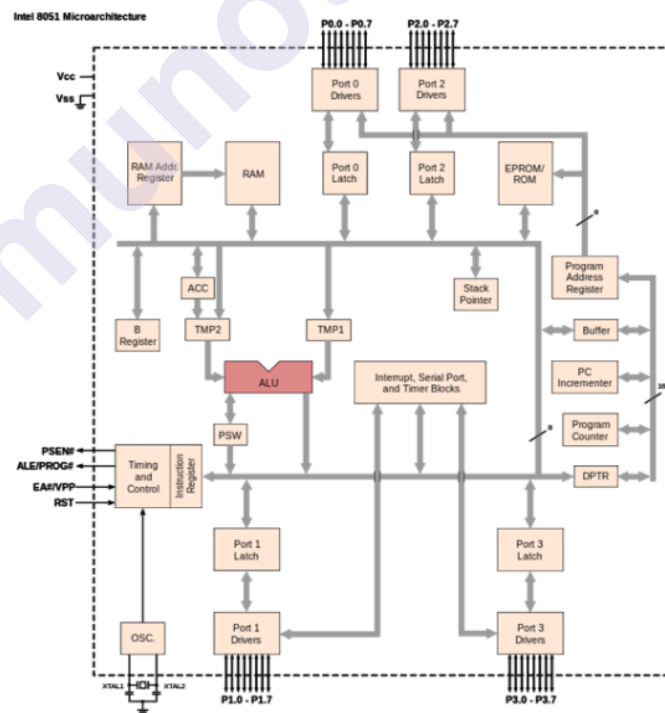 Intel 8051 Microarchitecture
P0.0 - P0.7
P2.0 - P2.7
Vcc
Vss
Port 0
Drivers
Port 2
Drivers
RAM Addr.
Register
RAM
Port 0
Latch
Port 2
Latch
EPROM/
ROM
8
Program
Address
Register
ACC
Stack
Pointer
B
Register
TMP2
TMP1
Buffer
ALU
Interrupt, Serial Port,
and Timer Blocks
PC
Incrementer
16
PSW
8
Program
Counter
PSEN#
ALE/PROG#
EA#/VPP
RST
Timing
and
Control
Instruction
Register
DPTR
Port 1
Latch
Port 3
Latch
OSC.
Port 1
Drivers
Port 3
Drivers
XTAL1
XTAL2
P1.0 - P1.7
P3.0 - P3.7